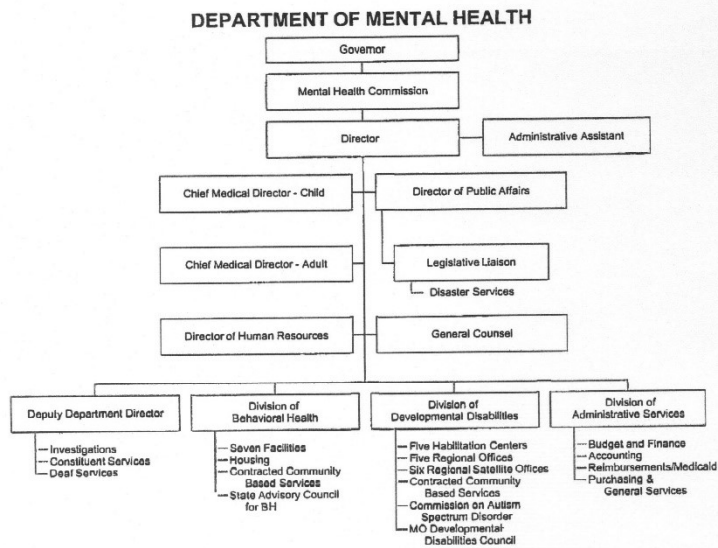 DEPARTMENT OF MENTAL HEALTH
Governor
Mental Health Commission
Director
Administrative Assistant
Chief Medical Director - Child
Director of Public Affairs
Chief Medical Director - Adult
Legislative Liaison
Disaster Services
Director of Human Resources
General Counsel
Deputy Department Director
Investigations
Constituent Services
Deaf Services
Division of
Behavioral Health
Seven Facilities
Housing
Contracted Community
Based Services
State Advisory Council
for BH
Division of
Developmental Disabilities
Five Habilitation Centers
Five Regional Offices
Six Regional Satellite Offices
Contracted Community
Based Services
Commission on Autism
Spectrum Disorder
MO Developmental
Disabilities Council
Division of
Administrative Services
Budget and Finance
Accounting
Reimbursements/Medicaid
Purchasing &
General Services